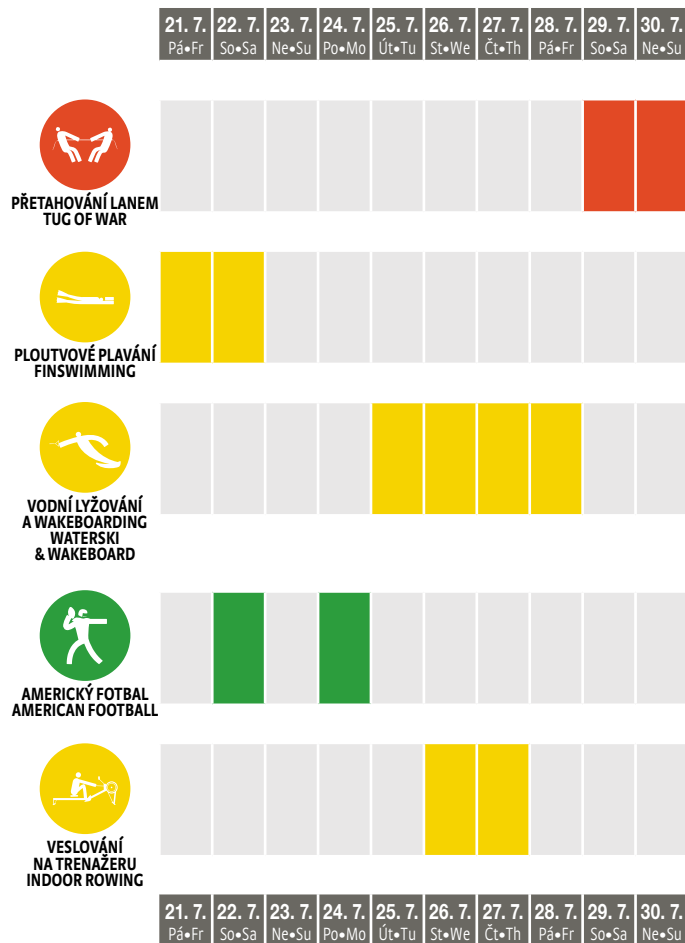 21. 7. 22. 7. 23. 7. 24. 7. 25. 7. 26. 7. 27. 7. 28. 7. 29. 7. 30. 7.
Pá•Fr So•Sa Ne•Su Po•Mo Út•Tu St•We Čt•Th Pá•Fr So•Sa Ne•Su
PŘETAHOVÁNÍ LANEM
TUG OF WAR
PLOUTVOVÉ PLAVÁNÍ
FINSWIMMING
VODNÍ LYŽOVÁNÍ
A WAKEBOARDING
WATERSKI
& WAKEBOARD
AMERICKÝ FOTBAL
AMERICAN FOOTBALL
VESLOVÁNÍ
NA TRENAŽERU
INDOOR ROWING
21. 7. 22. 7. 23. 7. 24. 7. 25. 7. 26. 7. 27. 7. 28. 7. 29. 7. 30. 7.
Pá•Fr So•Sa Ne•Su Po•Mo Út•Tu St•We Čt•Th Pá•Fr So•Sa Ne•Su